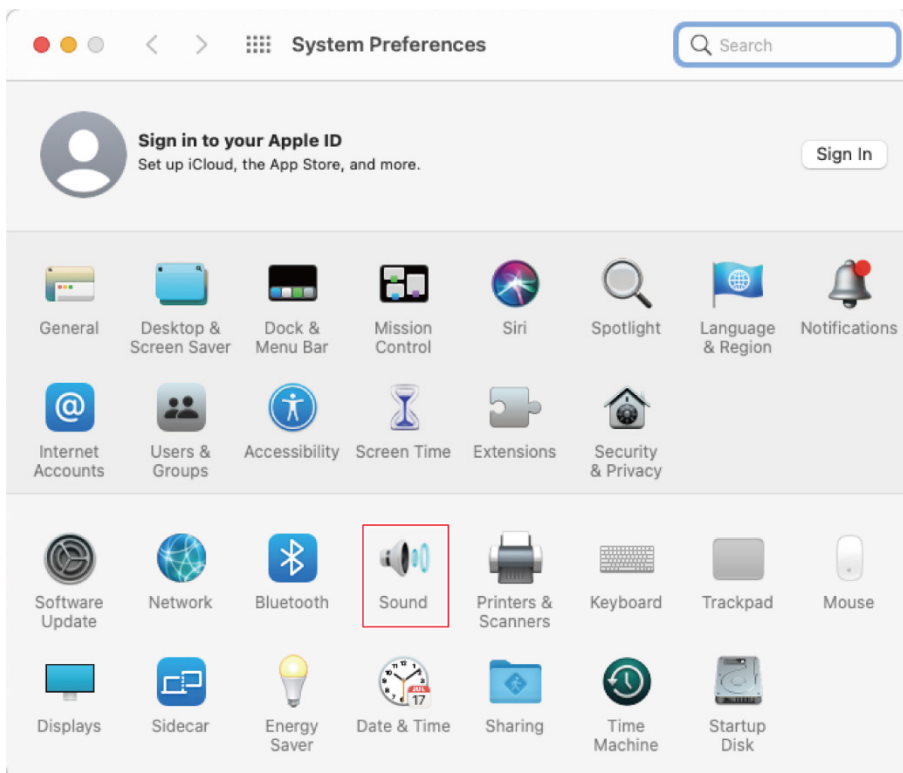 System Preferences
Search
Sign in to your Apple ID
Set up iCloud, the App Store, and more.
Sign In
General
Desktop &
Screen Saver
Dock &
Menu Bar
Mission
Control
Siri
Spotlight
Language
& Region
Notifications
Internet
Accounts
Users &
Groups
Accessibility
Screen Time
Extensions
Security
& Privacy
Software
Update
Network
Bluetooth
Sound
Printers &
Scanners
Keyboard
Trackpad
Mouse
Displays
Sidecar
Energy
Saver
JUL
17
Date & Time
Sharing
Time
Machine
Startup
Disk